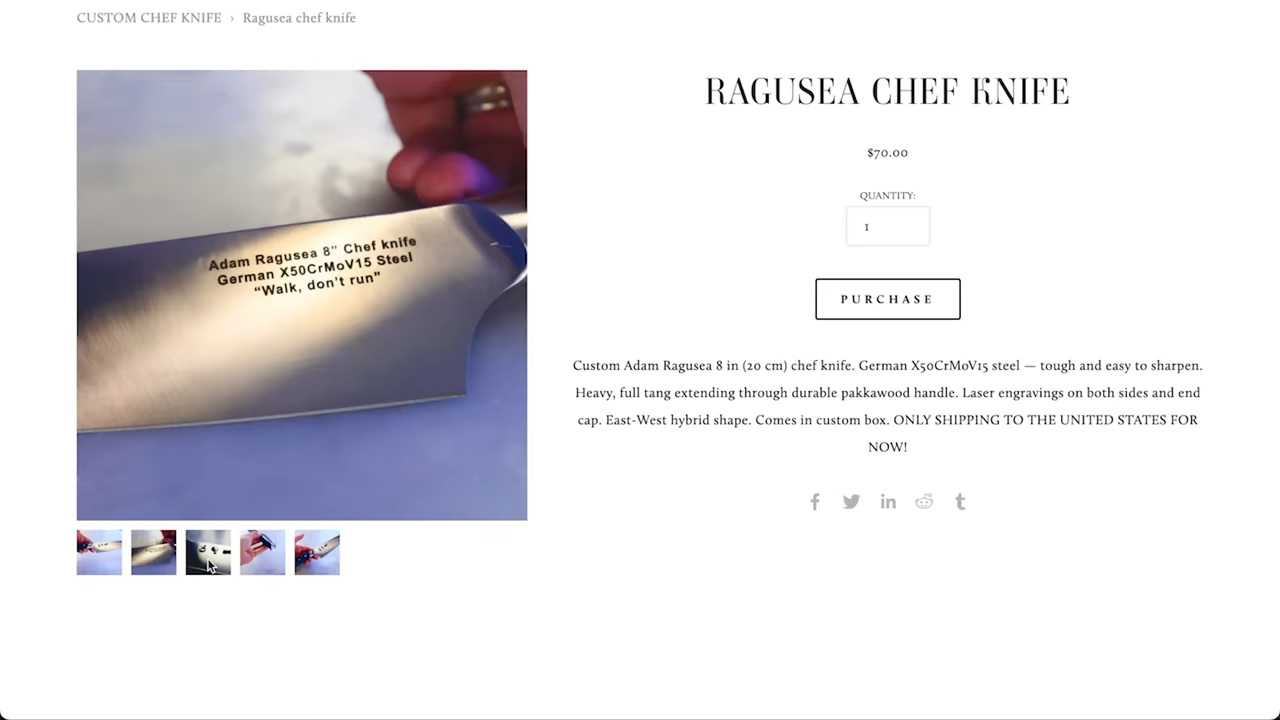 CUSTOM CHEF KNIFE › Ragusea chef knife
RAGUSEA CHEF KNIFE
$70.00
QUANTITY:
1
PURCHASE
Custom Adam Ragusea 8 in (20 cm) chef knife. German X50CrMoV15 steel — tough and easy to sharpen.
Heavy, full tang extending through durable pakkawood handle. Laser engravings on both sides and end
cap. East-West hybrid shape. Comes in custom box. ONLY SHIPPING TO THE UNITED STATES FOR
NOW!
Adam Ragusea 8" Chef knife
German X50CrMoV15 Steel
“Walk, don't run”